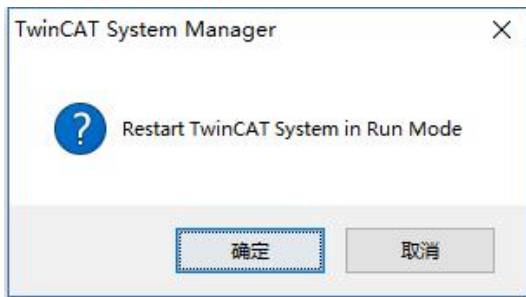 TwinCAT System Manager
Restart TwinCAT System in Run Mode
确定
取消